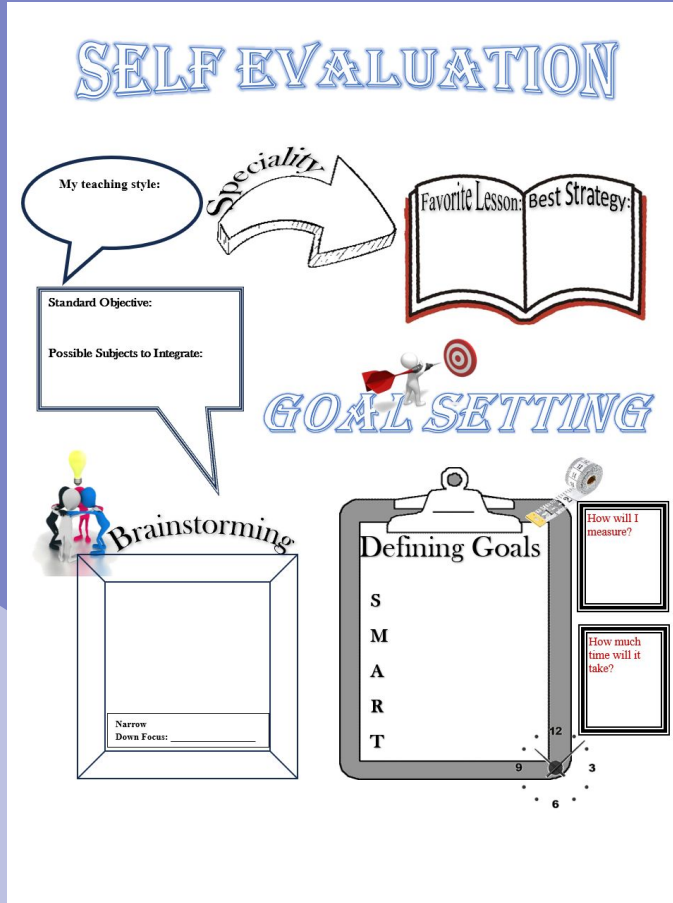 SELF EVALUATION
My teaching style:
Speciality
Favorite Lesson:
Best Strategy:
Standard Objective:
Possible Subjects to Integrate:
GOAL SETTING
Brainstorming
Narrow
Down Focus: ____________________
Defining Goals
S
M
A
R
T
How will I
measure?
How much
time will it
take?
12
9
3
6